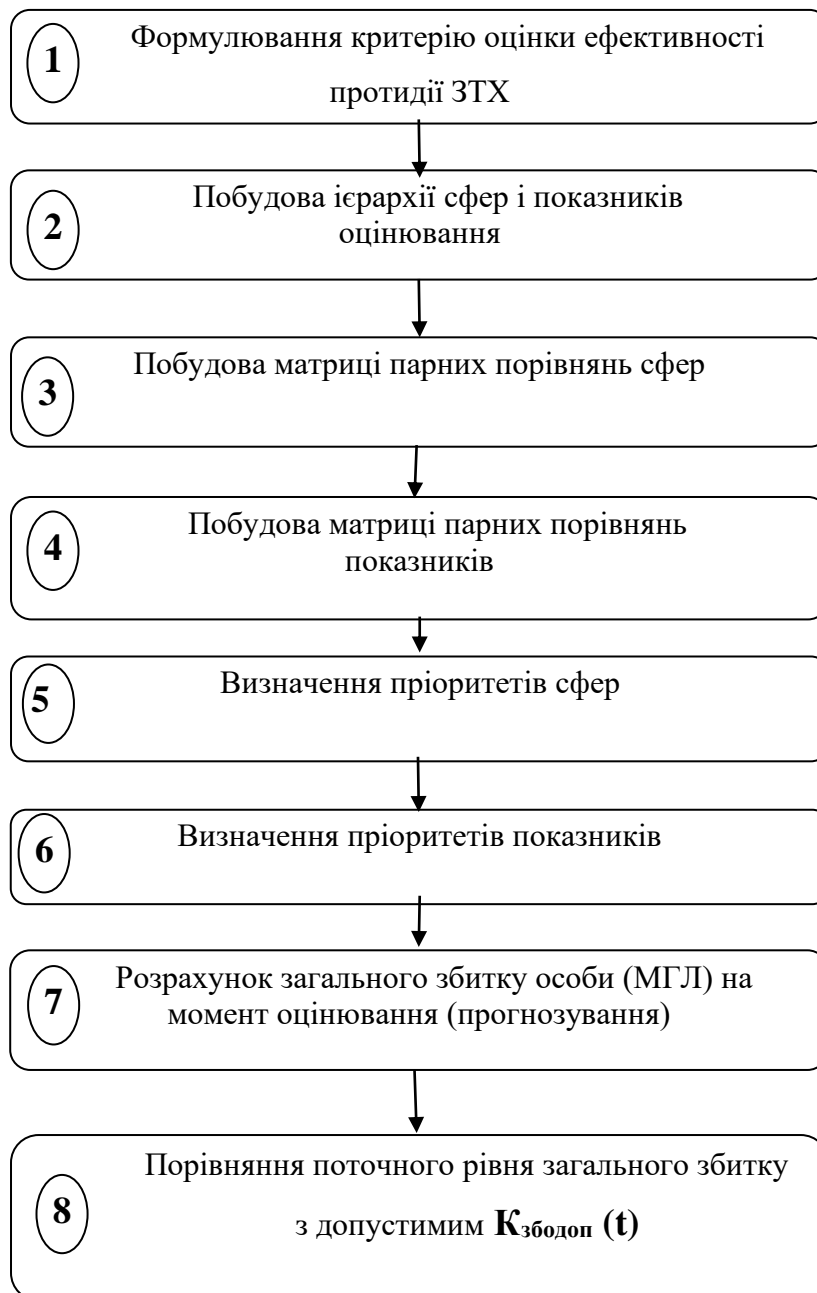 1
Формулювання критерію оцінки ефективності
протидії ЗТХ
2
Побудова ієрархії сфер і показників
оцінювання
3
Побудова матриці парних порівнянь сфер
4
Побудова матриці парних порівнянь
показників
5
Визначення пріоритетів сфер
6
Визначення пріоритетів показників
7
Розрахунок загального збитку особи (МГЛ) на
момент оцінювання (прогнозування)
8
Порівняння поточного рівня загального збитку
з допустимим Кзбодоп (t)